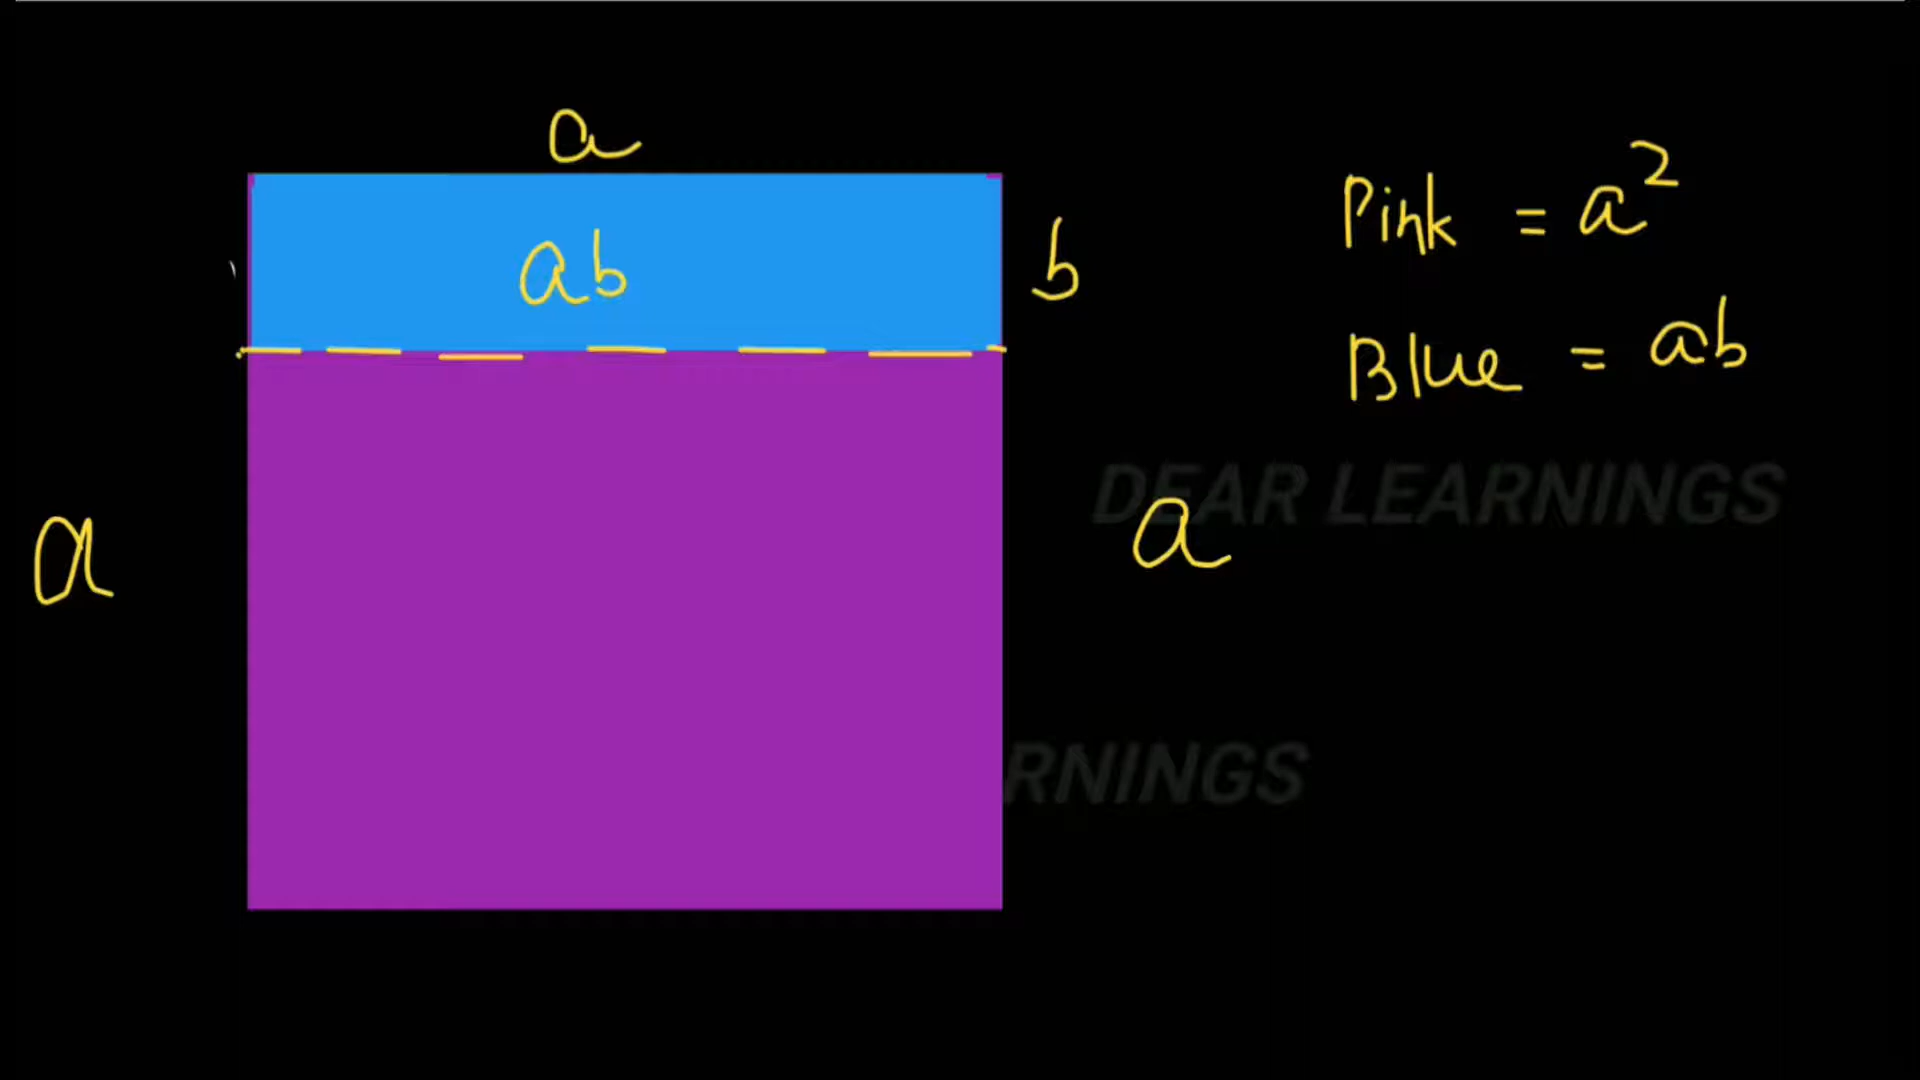 a
Pink = a²
ab
b
Blue = ab
DEAR LEARNINGS
a
a
RNINGS